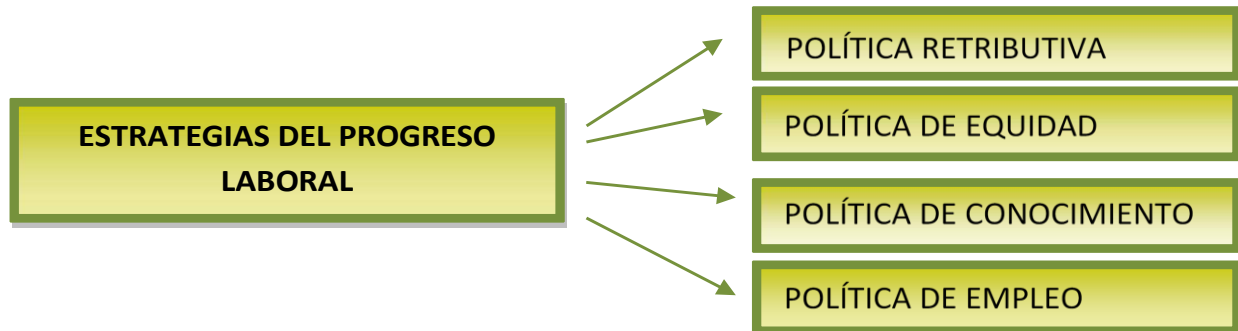 ESTRATEGIAS DEL PROGRESO
LABORAL
POLÍTICA RETRIBUTIVA
POLÍTICA DE EQUIDAD
POLÍTICA DE CONOCIMIENTO
POLÍTICA DE EMPLEO